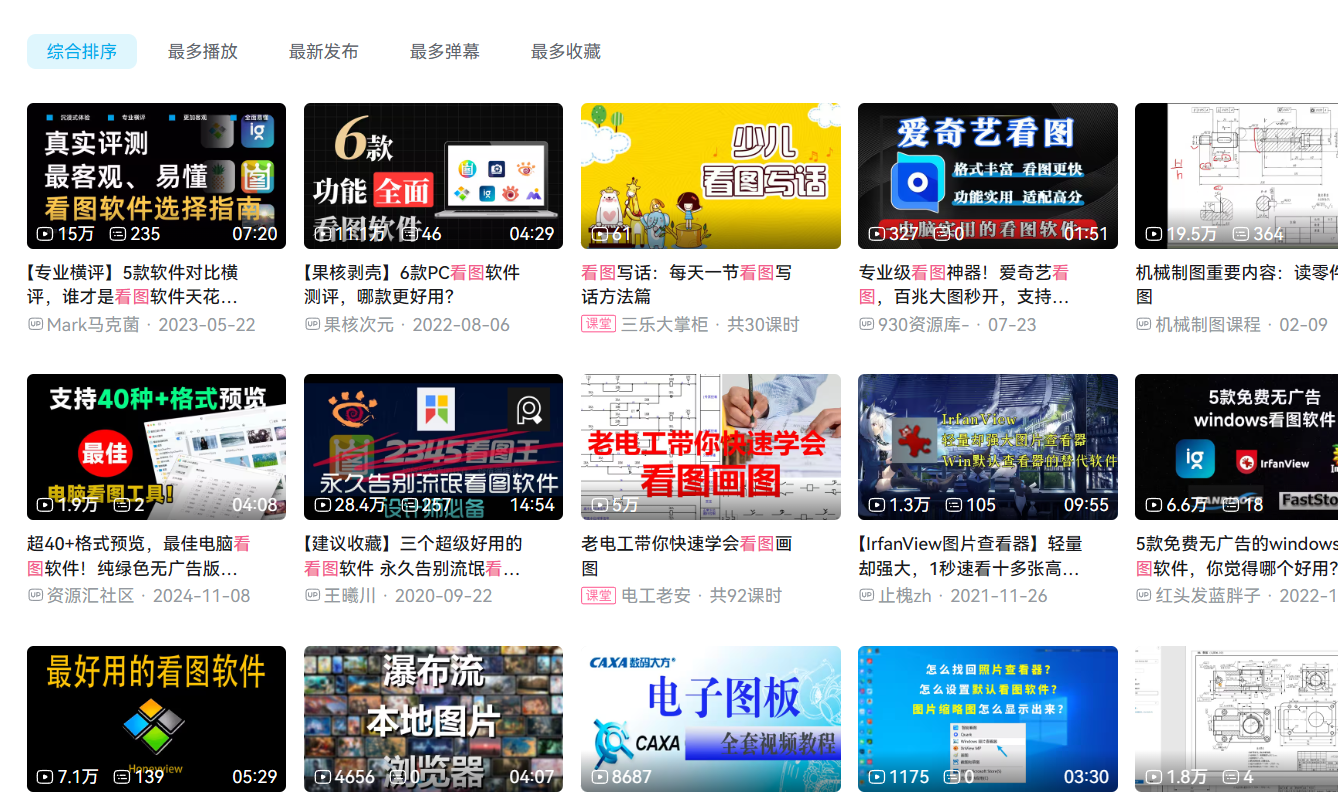 综合排序
最多播放
最新发布
最多弹幕
最多收藏
沉浸式体验 专业横评 更加客观 全面直懂
真实评测
最客观、易懂
看图软件选择指南
15万 235 07:20
【专业横评】5款软件对比横
评，谁才是看图软件天花...
UP Mark马克菌 · 2023-05-22
6款
功能 全面
看图软件
46 04:29
【果核剥壳】6款PC看图软件
测评，哪款更好用？
UP 果核次元 · 2022-08-06
少儿
看图写话
61
看图写话：每天一节看图写
话方法篇
课堂 三乐大掌柜 · 共30课时
爱奇艺看图
格式丰富 看图更快
功能实用 适配高分
电脑实用的看图软件
327 0 01:51
专业级看图神器！爱奇艺看
图，百兆大图秒开，支持...
UP 930资源库- · 07-23
19.5万 364
机械制图重要内容：读零件
图
UP 机械制图课程 · 02-09
支持40种+格式预览
最佳
电脑看图工具!
1.9万 2 04:08
超40+格式预览，最佳电脑看
图软件！纯绿色无广告版...
UP 资源汇社区 · 2024-11-08
2345看图王
永久告别流氓看图软件
设计师必备
28.4万 257 14:54
【建议收藏】三个超级好用的
看图软件 永久告别流氓看...
UP 王曦川 · 2020-09-22
老电工带你快速学会
看图画图
5万
老电工带你快速学会看图画
图
课堂 电工老安 · 共92课时
IrfanView
轻量却强大图片查看器
Win默认查看器的替代软件
1.3万 105 09:55
【IrfanView图片查看器】轻量
却强大，1秒速看十多张高...
UP 止槐zh · 2021-11-26
5款免费无广告
windows看图软件
ig IrfanView
BANDISOFT FastSto
6.6万 18
5款免费无广告的windows
图软件，你觉得哪个好用？
UP 红头发蓝胖子 · 2022-1
最好用的看图软件
Honeyview
7.1万 139 05:29
瀑布流
本地图片
浏览器
4656 0 04:07
CAXA 数码大方
电子图板
CAXA 全套视频教程
8687
怎么找回照片查看器?
怎么设置默认看图软件?
图片缩略图怎么显示出来?
1175 0 03:30
1.8万 4